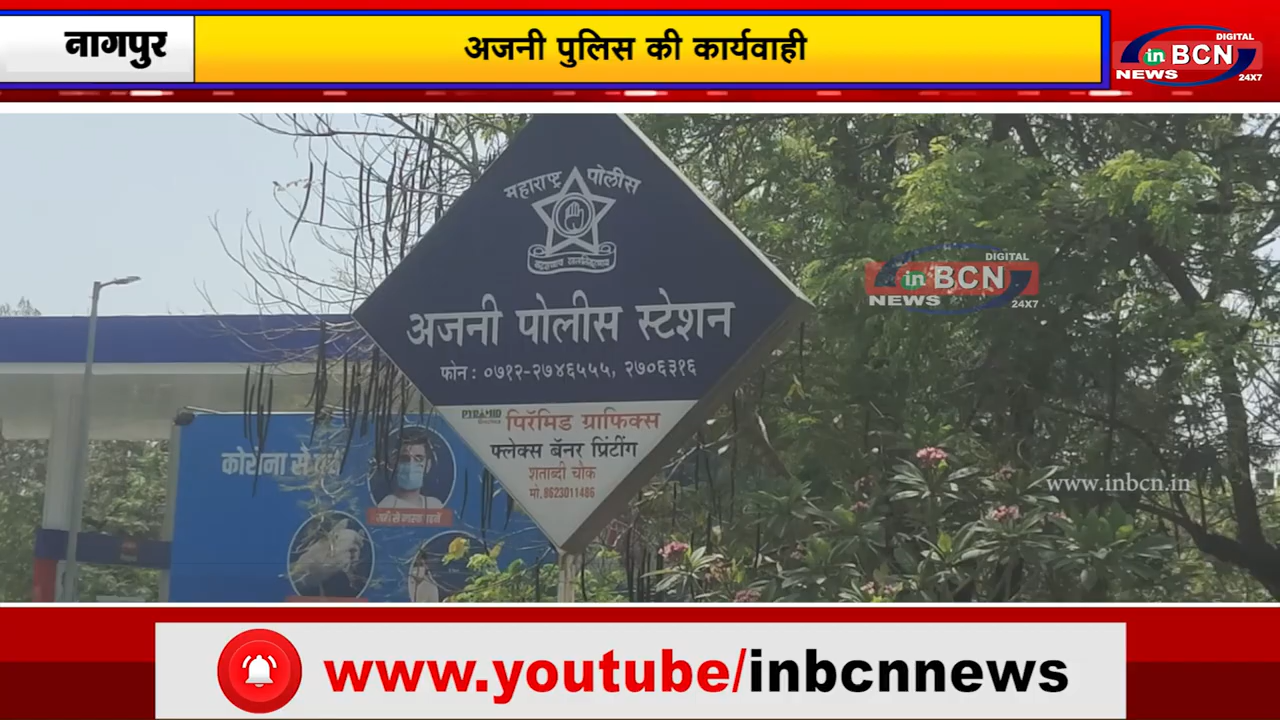 नागपुर
अजनी पुलिस की कार्यवाही
DIGITAL
in BCN
NEWS 24X7
महाराष्ट्र पोलीस
अजनी पोलीस स्टेशन
फोन : ०७१२-२७४६५५५, २७०६३१६
PYRAMID
पिरॅमिड ग्राफिक्स
फ्लेक्स बॅनर प्रिंटींग
शताब्दी चोक
मो. 8623011486
कोरोना से
DIGITAL
in BCN
NEWS 24X7
www.inbcn.in
www.youtube/inbcnnews